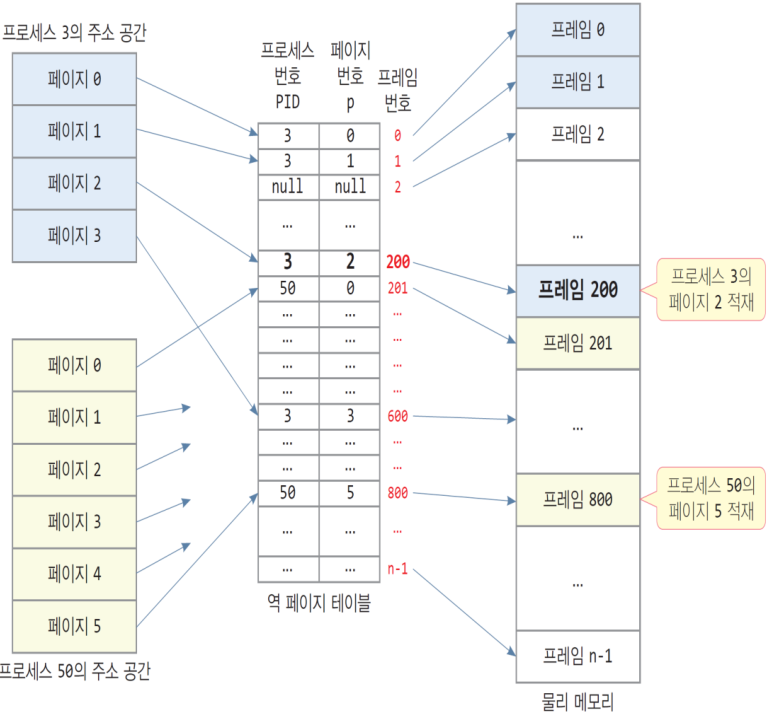 프로세스 3의 주소 공간
페이지 0
페이지 1
페이지 2
페이지 3
페이지 0
페이지 1
페이지 2
페이지 3
페이지 4
페이지 5
프로세스 50의 주소 공간
프로세스 번호 PID
페이지 번호 p
프레임 번호
3 0 0
3 1 1
null null 2
... ...
3 2 200
50 0 201
... ... ...
... ... ...
... ... ...
... ... ...
3 3 600
... ... ...
... ... ...
50 5 800
... ... ...
... ... n-1
역 페이지 테이블
프레임 0
프레임 1
프레임 2
...
프레임 200
프레임 201
...
프레임 800
...
프레임 n-1
물리 메모리
프로세스 3의
페이지 2 적재
프로세스 50의
페이지 5 적재